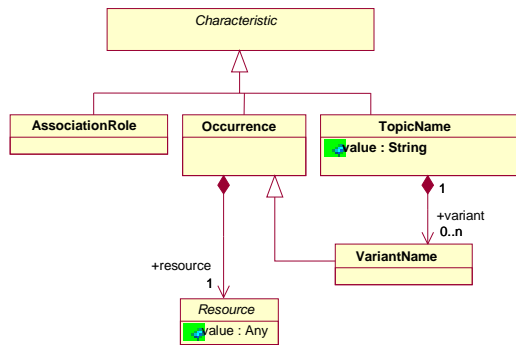 Characteristic
AssociationRole
Occurrence
TopicName
value : String
1
+variant
0..n
VariantName
+resource
1
Resource
value : Any